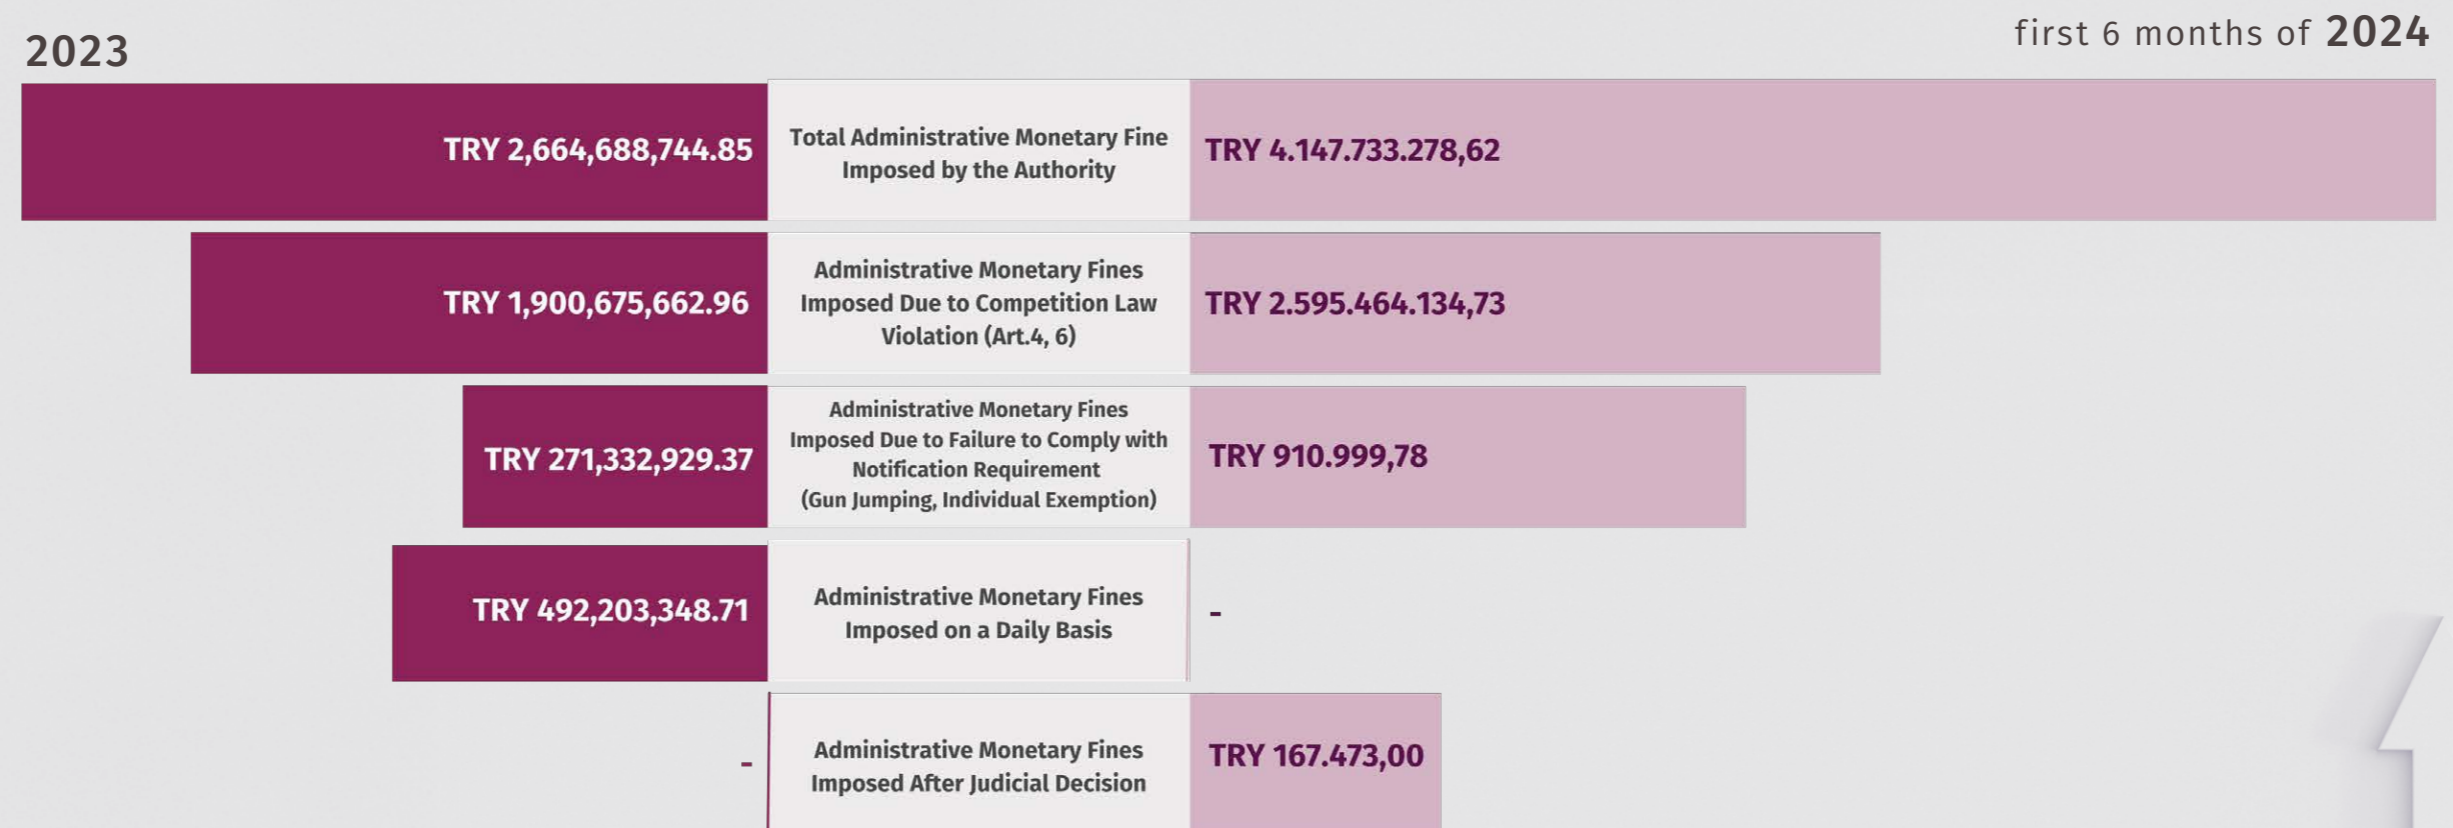 2023
first 6 months of 2024
TRY 2,664,688,744.85
Total Administrative Monetary Fine
Imposed by the Authority
TRY 4.147.733.278,62
TRY 1,900,675,662.96
Administrative Monetary Fines
Imposed Due to Competition Law
Violation (Art.4, 6)
TRY 2.595.464.134,73
TRY 271,332,929.37
Administrative Monetary Fines
Imposed Due to Failure to Comply with
Notification Requirement
(Gun Jumping, Individual Exemption)
TRY 910.999,78
TRY 492,203,348.71
Administrative Monetary Fines
Imposed on a Daily Basis
-
-
Administrative Monetary Fines
Imposed After Judicial Decision
TRY 167.473,00